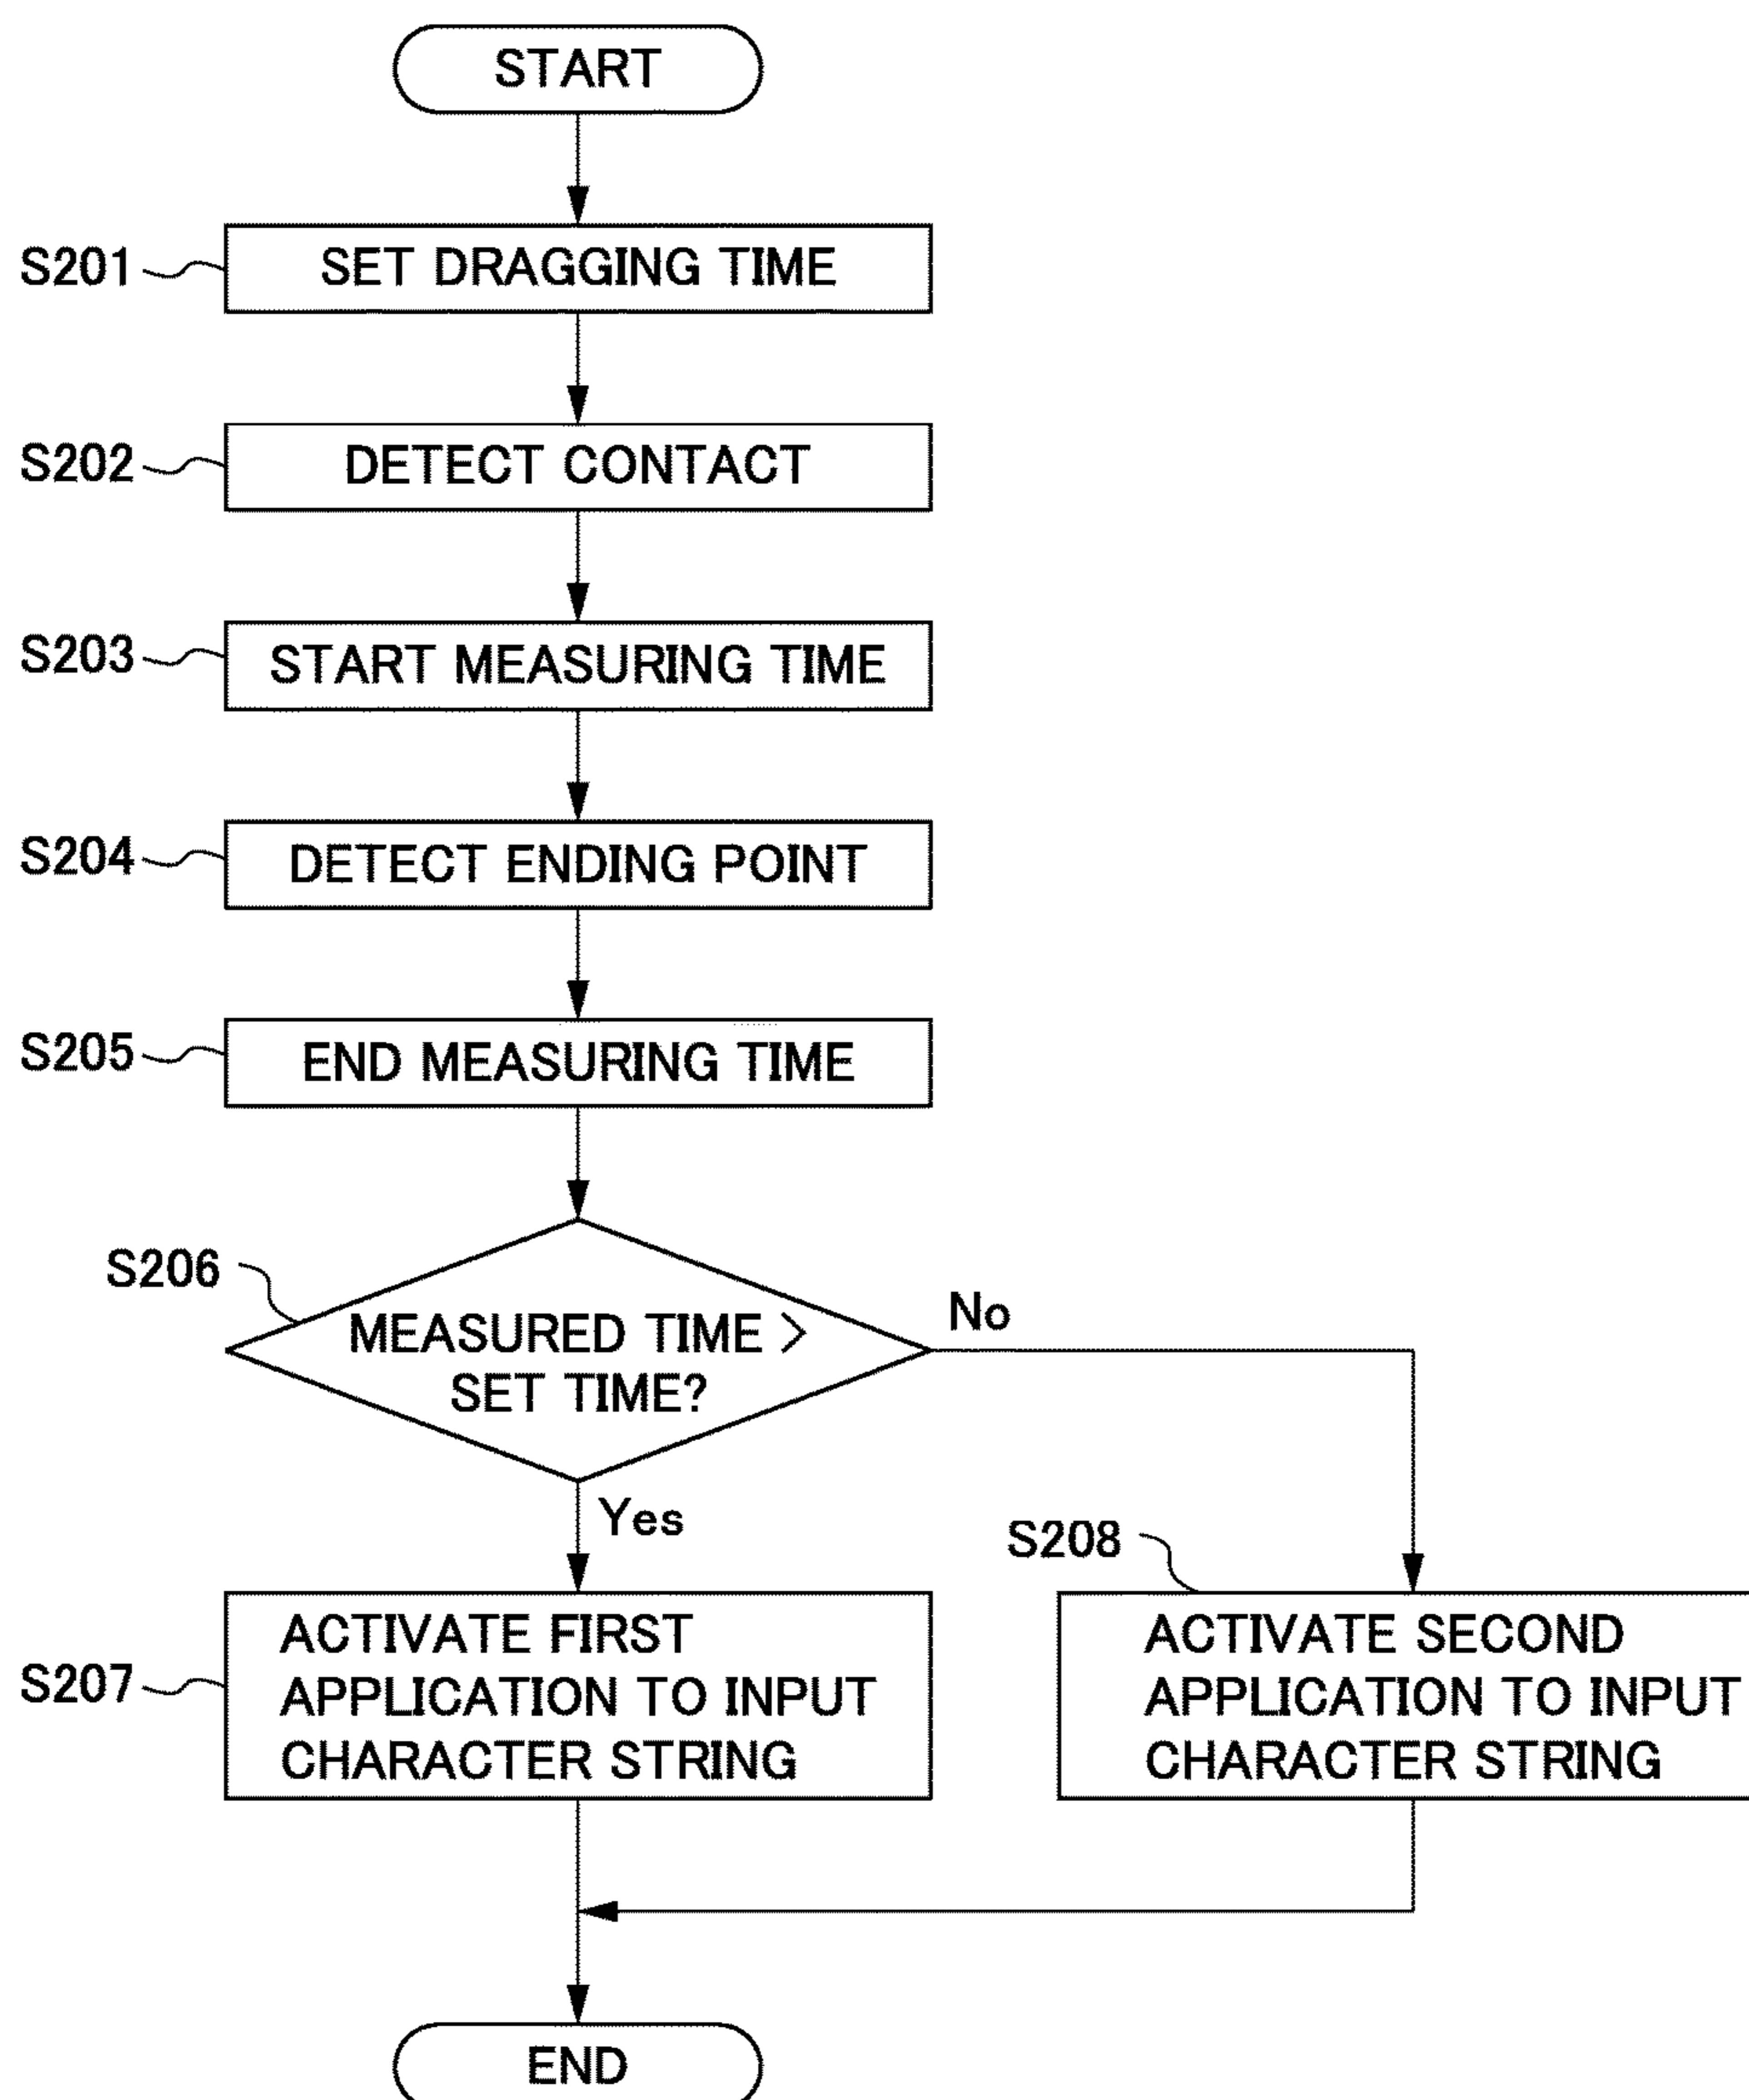 START
S201
SET DRAGGING TIME
S202
DETECT CONTACT
S203
START MEASURING TIME
S204
DETECT ENDING POINT
S205
END MEASURING TIME
S206
MEASURED TIME >
SET TIME?
No
Yes
S207
ACTIVATE FIRST
APPLICATION TO INPUT
CHARACTER STRING
S208
ACTIVATE SECOND
APPLICATION TO INPUT
CHARACTER STRING
END